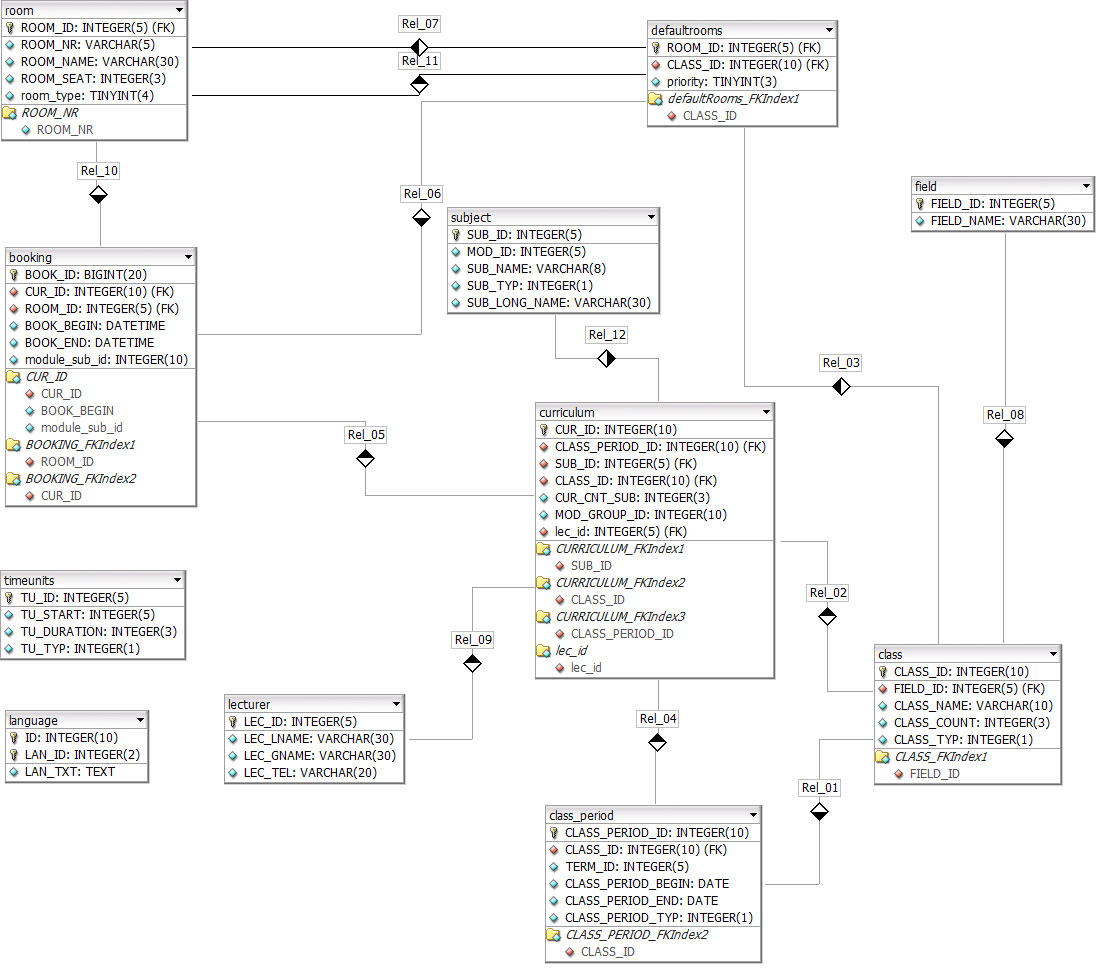 room
ROOM_ID: INTEGER(5) (FK)
ROOM_NR: VARCHAR(5)
ROOM_NAME: VARCHAR(30)
ROOM_SEAT: INTEGER(3)
room_type: TINYINT(4)
ROOM_NR
ROOM_NR
Rel_07
Rel_11
defaultrooms
ROOM_ID: INTEGER(5) (FK)
CLASS_ID: INTEGER(10) (FK)
priority: TINYINT(3)
defaultRooms_FKIndex1
CLASS_ID
Rel_10
Rel_06
field
FIELD_ID: INTEGER(5)
FIELD_NAME: VARCHAR(30)
subject
SUB_ID: INTEGER(5)
MOD_ID: INTEGER(5)
SUB_NAME: VARCHAR(8)
SUB_TYP: INTEGER(1)
SUB_LONG_NAME: VARCHAR(30)
booking
BOOK_ID: BIGINT(20)
CUR_ID: INTEGER(10) (FK)
ROOM_ID: INTEGER(5) (FK)
BOOK_BEGIN: DATETIME
BOOK_END: DATETIME
module_sub_id: INTEGER(10)
CUR_ID
CUR_ID
BOOK_BEGIN
module_sub_id
BOOKING_FKIndex1
ROOM_ID
BOOKING_FKIndex2
CUR_ID
Rel_12
Rel_03
Rel_08
Rel_05
curriculum
CUR_ID: INTEGER(10)
CLASS_PERIOD_ID: INTEGER(10) (FK)
SUB_ID: INTEGER(5) (FK)
CLASS_ID: INTEGER(10) (FK)
CUR_CNT_SUB: INTEGER(3)
MOD_GROUP_ID: INTEGER(10)
lec_id: INTEGER(5) (FK)
CURRICULUM_FKIndex1
SUB_ID
CURRICULUM_FKIndex2
CLASS_ID
CURRICULUM_FKIndex3
CLASS_PERIOD_ID
lec_id
lec_id
timeunits
TU_ID: INTEGER(5)
TU_START: INTEGER(5)
TU_DURATION: INTEGER(3)
TU_TYP: INTEGER(1)
Rel_02
Rel_09
class
CLASS_ID: INTEGER(10)
FIELD_ID: INTEGER(5) (FK)
CLASS_NAME: VARCHAR(10)
CLASS_COUNT: INTEGER(3)
CLASS_TYP: INTEGER(1)
CLASS_FKIndex1
FIELD_ID
language
ID: INTEGER(10)
LAN_ID: INTEGER(2)
LAN_TXT: TEXT
lecturer
LEC_ID: INTEGER(5)
LEC_LNAME: VARCHAR(30)
LEC_GNAME: VARCHAR(30)
LEC_TEL: VARCHAR(20)
Rel_04
Rel_01
class_period
CLASS_PERIOD_ID: INTEGER(10)
CLASS_ID: INTEGER(10) (FK)
TERM_ID: INTEGER(5)
CLASS_PERIOD_BEGIN: DATE
CLASS_PERIOD_END: DATE
CLASS_PERIOD_TYP: INTEGER(1)
CLASS_PERIOD_FKIndex2
CLASS_ID